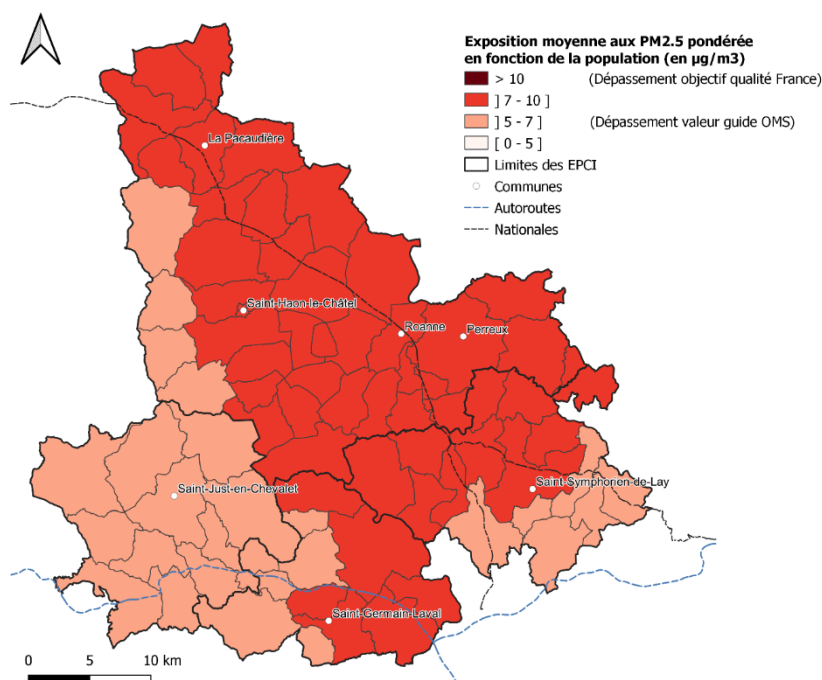 Exposition moyenne aux PM2.5 pondérée
en fonction de la population (en µg/m3)
> 10 (Dépassement objectif qualité France)
] 7 - 10 ]
] 5 - 7 ] (Dépassement valeur guide OMS)
[ 0 - 5 ]
Limites des EPCI
Communes
Autoroutes
Nationales
La Pacaudière
Saint-Haon-le-Châtel
Roanne
Perreux
Saint-Symphorien-de-Lay
Saint-Just-en-Chevalet
Saint-Germain-Laval
0 5 10 km